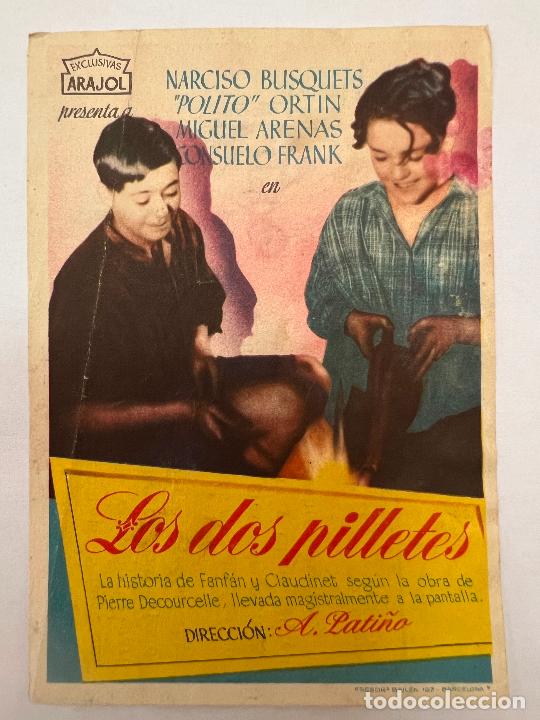 EXCLUSIVAS
ARAJOL
presenta a
NARCISO BUSQUETS
"POLITO" ORTIN
MIGUEL ARENAS
CONSUELO FRANK
en
Los dos pilletes
La historia de Fanfán y Claudinet según la obra de
Pierre Decourcelle, llevada magistralmente a la pantalla.
DIRECCIÓN: A. Patiño
BARCELONA
todocoleccion